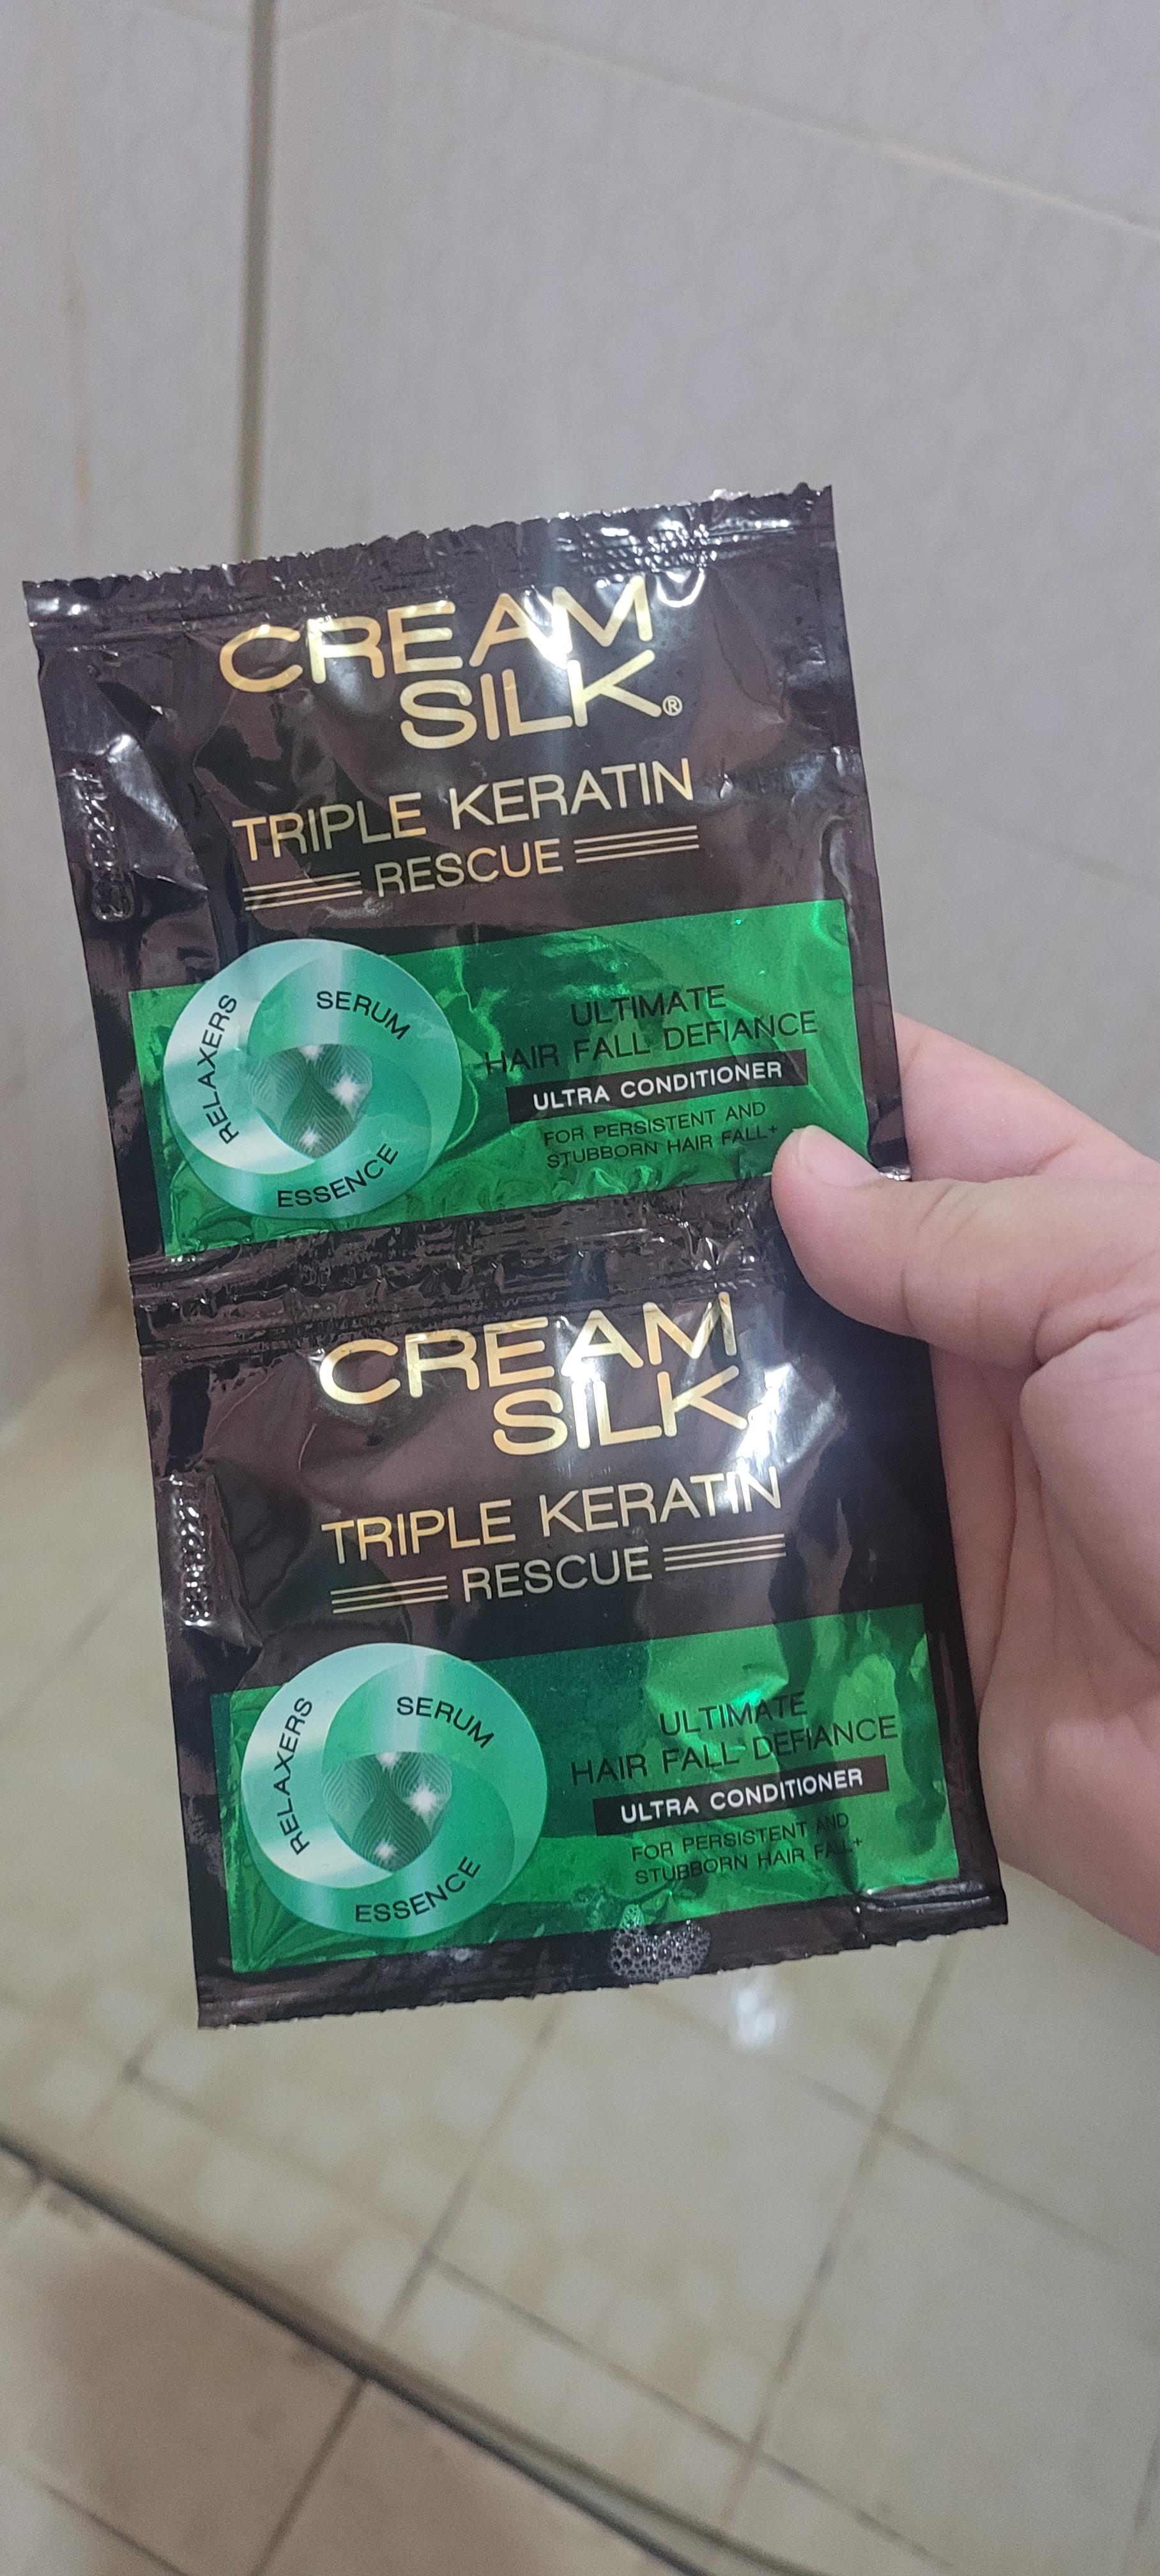 CREAM
SILK®
TRIPLE KERATIN
RESCUE
RELAXERS
SERUM
ESSENCE
ULTIMATE
HAIR FALL DEFIANCE
ULTRA CONDITIONER
FOR PERSISTENT AND
STUBBORN HAIR FALL+
CREAM
SILK
TRIPLE KERATIN
RESCUE
RELAXERS
SERUM
ESSENCE
ULTIMATE
HAIR FALL DEFIANCE
ULTRA CONDITIONER
FOR PERSISTENT AND
STUBBORN HAIR FALL+